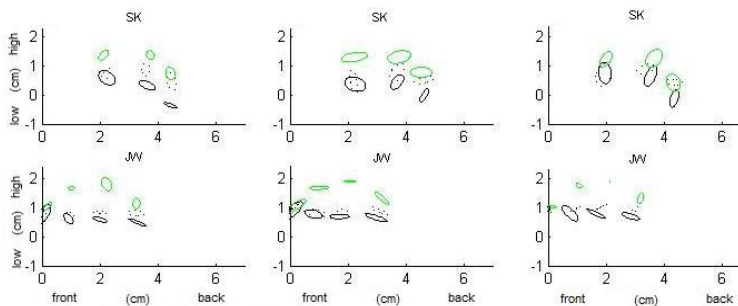 SK SK SK
2 2 2
high
1 1 1
(cm)
0 0 0
low
-1 -1 -1
0 2 4 6 0 2 4 6 0 2 4 6
JW JW JW
2 2 2
high
1 1 1
(cm)
0 0 0
low
-1 -1 -1
0 2 4 6 0 2 4 6 0 2 4 6
front (cm) back front (cm) back front (cm) back